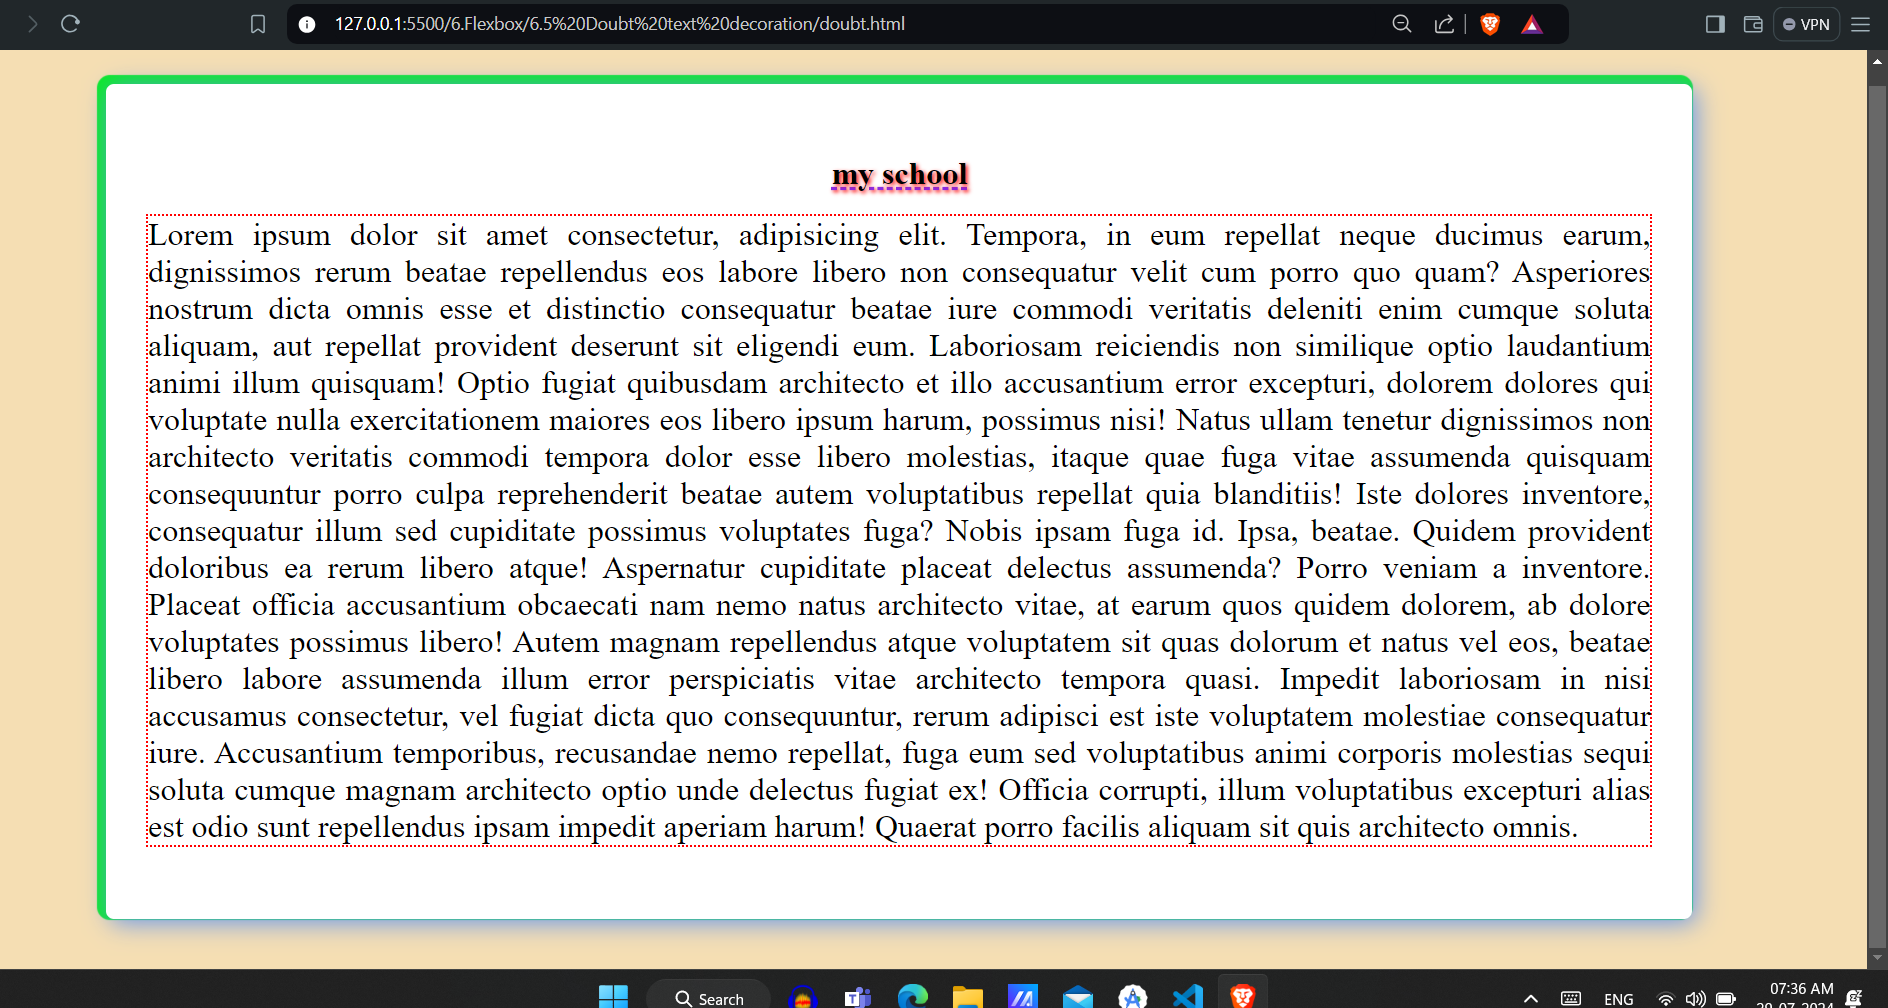 127.0.0.1:5500/6.Flexbox/6.5%20Doubt%20text%20decoration/doubt.html
VPN
my school
Lorem ipsum dolor sit amet consectetur, adipisicing elit. Tempora, in eum repellat neque ducimus earum,
dignissimos rerum beatae repellendus eos labore libero non consequatur velit cum porro quo quam? Asperiores
nostrum dicta omnis esse et distinctio consequatur beatae iure commodi veritatis deleniti enim cumque soluta
aliquam, aut repellat provident deserunt sit eligendi eum. Laboriosam reiciendis non similique optio laudantium
animi illum quisquam! Optio fugiat quibusdam architecto et illo accusantium error excepturi, dolorem dolores qui
voluptate nulla exercitationem maiores eos libero ipsum harum, possimus nisi! Natus ullam tenetur dignissimos non
architecto veritatis commodi tempora dolor esse libero molestias, itaque quae fuga vitae assumenda quisquam
consequuntur porro culpa reprehenderit beatae autem voluptatibus repellat quia blanditiis! Iste dolores inventore,
consequatur illum sed cupiditate possimus voluptates fuga? Nobis ipsam fuga id. Ipsa, beatae. Quidem provident
doloribus ea rerum libero atque! Aspernatur cupiditate placeat delectus assumenda? Porro veniam a inventore.
Placeat officia accusantium obcaecati nam nemo natus architecto vitae, at earum quos quidem dolorem, ab dolore
voluptates possimus libero! Autem magnam repellendus atque voluptatem sit quas dolorum et natus vel eos, beatae
libero labore assumenda illum error perspiciatis vitae architecto tempora quasi. Impedit laboriosam in nisi
accusamus consectetur, vel fugiat dicta quo consequuntur, rerum adipisci est iste voluptatem molestiae consequatur
iure. Accusantium temporibus, recusandae nemo repellat, fuga eum sed voluptatibus animi corporis molestias sequi
soluta cumque magnam architecto optio unde delectus fugiat ex! Officia corrupti, illum voluptatibus excepturi alias
est odio sunt repellendus ipsam impedit aperiam harum! Quaerat porro facilis aliquam sit quis architecto omnis.
Search
ENG
07:36 AM